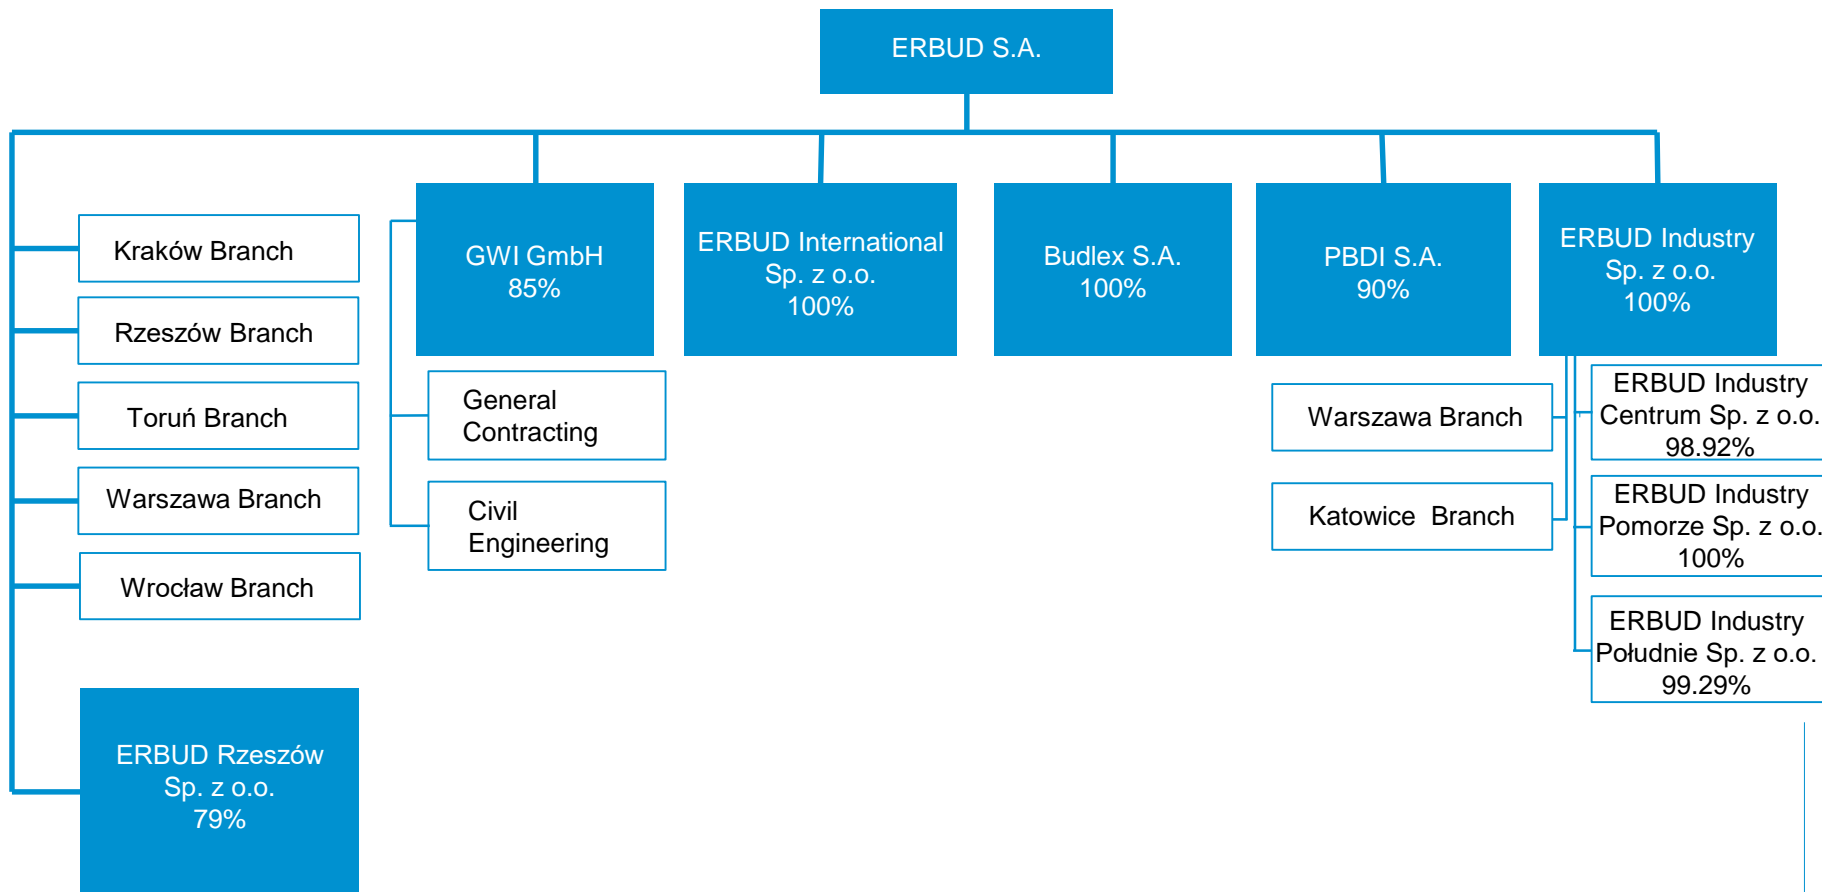 ERBUD S.A.
Kraków Branch
Rzeszów Branch
Toruń Branch
Warszawa Branch
Wrocław Branch
ERBUD Rzeszów
Sp. z o.o.
79%
GWI GmbH
85%
General
Contracting
Civil
Engineering
ERBUD International
Sp. z o.o.
100%
Budlex S.A.
100%
PBDI S.A.
90%
ERBUD Industry
Sp. z o.o.
100%
Warszawa Branch
Katowice Branch
ERBUD Industry
Centrum Sp. z o.o.
98.92%
ERBUD Industry
Pomorze Sp. z o.o.
100%
ERBUD Industry
Południe Sp. z o.o.
99.29%